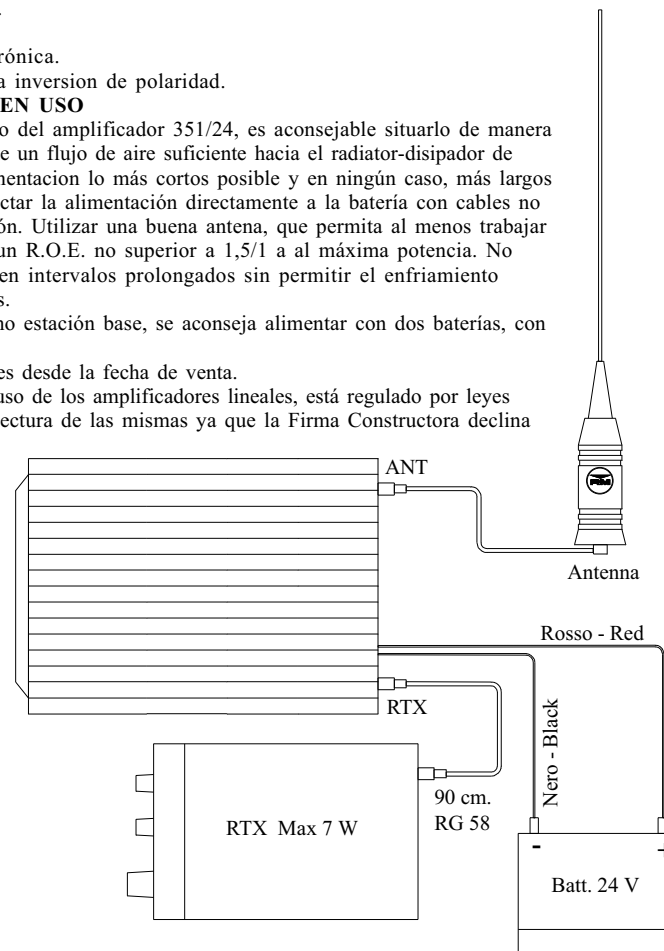 rónica.
a inversion de polaridad.
EN USO
o del amplificador 351/24, es aconsejable situarlo de manera
e un flujo de aire suficiente hacia el radiator-disipador de
mentacion lo más cortos posible y en ningún caso, más largos
ctar la alimentación directamente a la batería con cables no
ón. Utilizar una buena antena, que permita al menos trabajar
un R.O.E. no superior a 1,5/1 a al máxima potencia. No
en intervalos prolongados sin permitir el enfriamiento
s.
no estación base, se aconseja alimentar con dos baterías, con
es desde la fecha de venta.
uso de los amplificadores lineales, está regulado por leyes
ectura de las mismas ya que la Firma Constructora declina
ANT
RM
Antenna
Rosso - Red
RTX
Nero - Black
90 cm.
RG 58
RTX Max 7 W
- +
Batt. 24 V